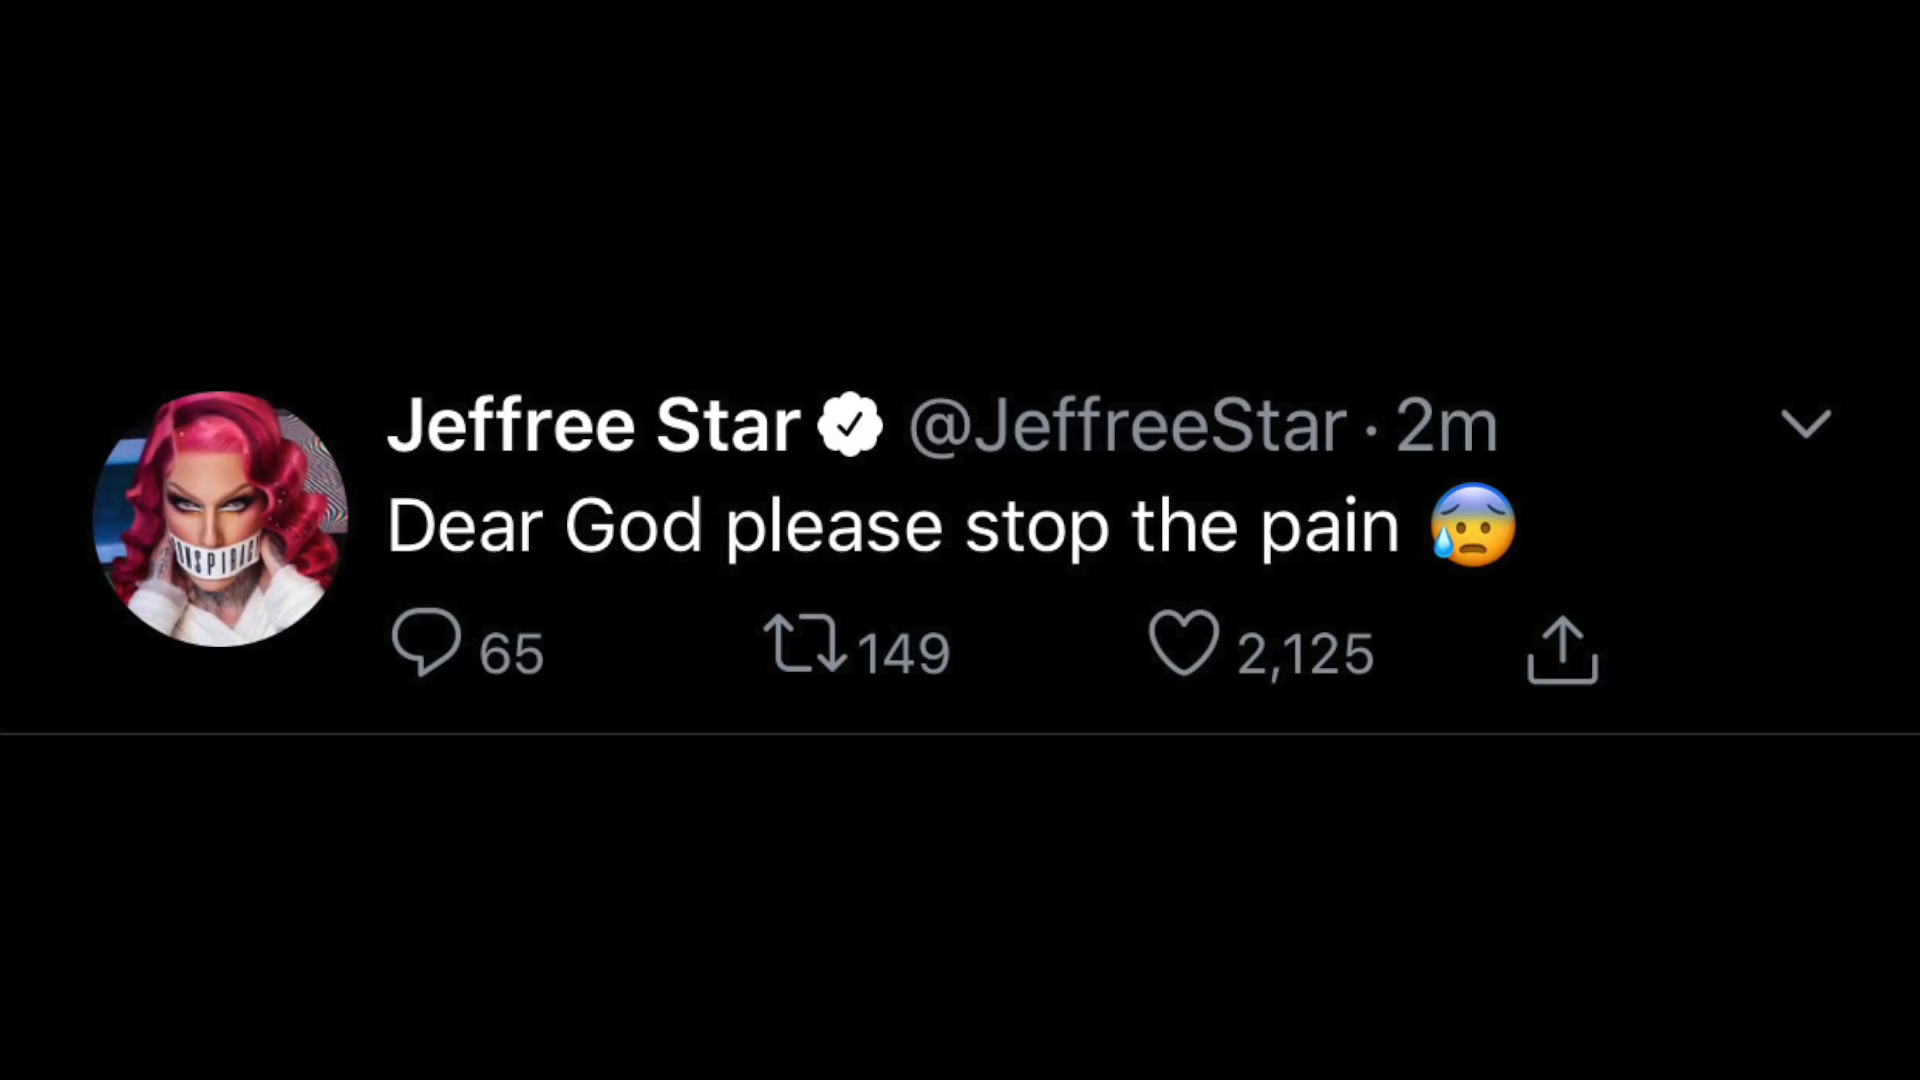 Jeffree Star @JeffreeStar · 2m
Dear God please stop the pain 😰
65 149 2,125